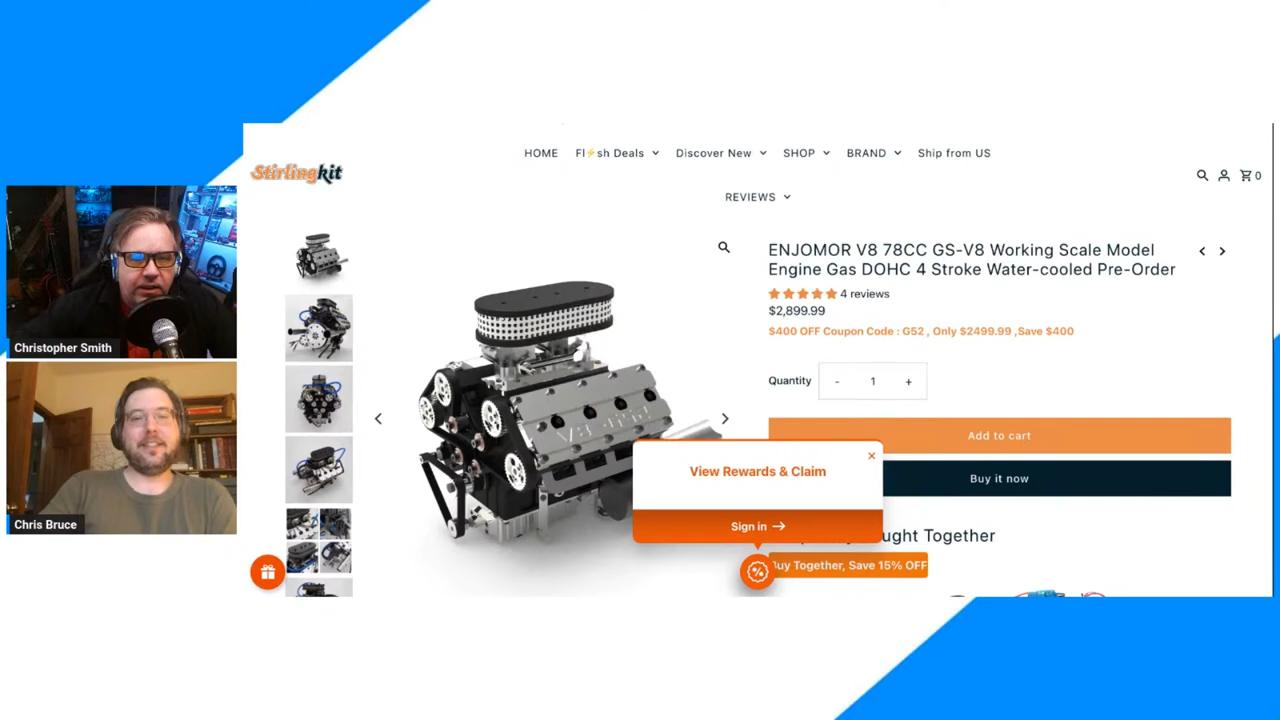 Stirlingkit
HOME
Fl⚡sh Deals
Discover New
SHOP
BRAND
Ship from US
REVIEWS
0
Christopher Smith
Chris Bruce
ENJOMOR V8 78CC GS-V8 Working Scale Model
Engine Gas DOHC 4 Stroke Water-cooled Pre-Order
4 reviews
$2,899.99
$400 OFF Coupon Code : G52 , Only $2499.99 ,Save $400
Quantity
- 1 +
Add to cart
Buy it now
View Rewards & Claim
×
Sign in →
ught Together
Buy Together, Save 15% OFF
%